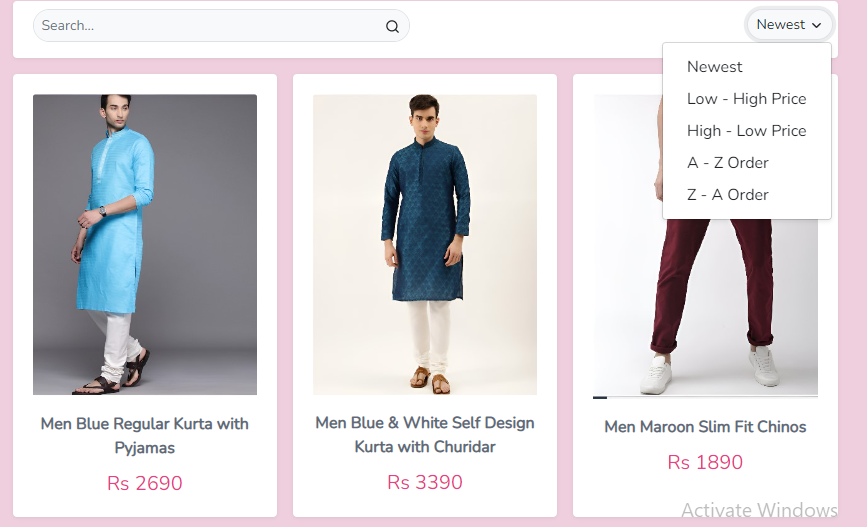 Search...
Newest
Newest
Low - High Price
High - Low Price
A - Z Order
Z - A Order
Men Blue Regular Kurta with
Pyjamas
Rs 2690
Men Blue & White Self Design
Kurta with Churidar
Rs 3390
Men Maroon Slim Fit Chinos
Rs 1890
Activate Windows